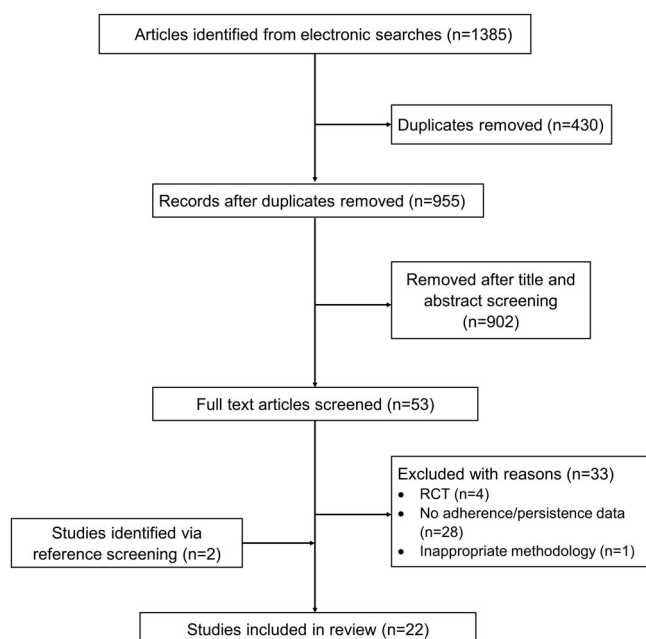 Articles identified from electronic searches (n=1385)
Duplicates removed (n=430)
Records after duplicates removed (n=955)
Removed after title and
abstract screening
(n=902)
Full text articles screened (n=53)
Excluded with reasons (n=33)
• RCT (n=4)
• No adherence/persistence data
(n=28)
• Inappropriate methodology (n=1)
Studies identified via
reference screening (n=2)
Studies included in review (n=22)